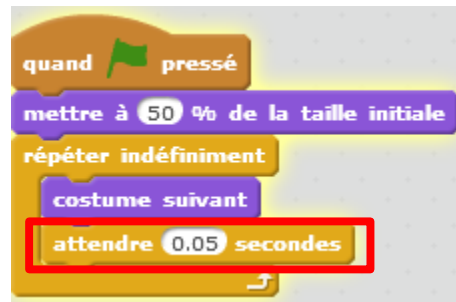 quand pressé
mettre à 50 % de la taille initiale
répéter indéfiniment
costume suivant
attendre 0.05 secondes